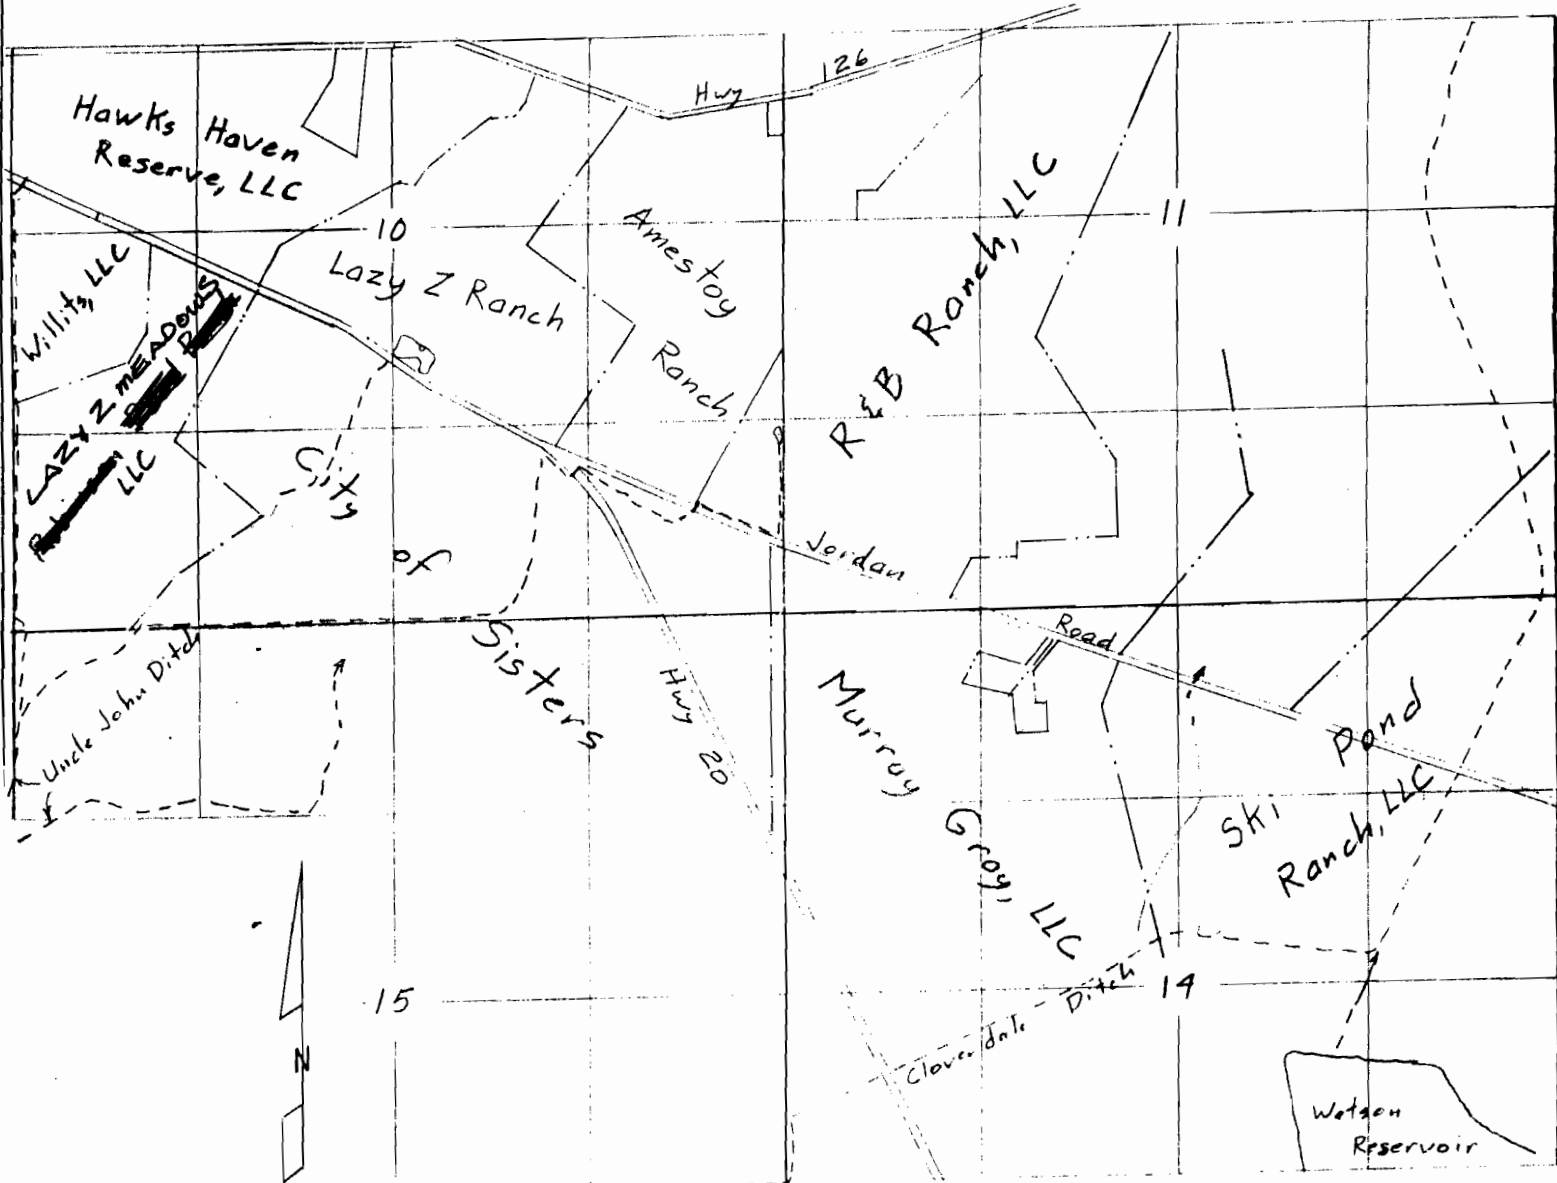 Hwy 126
Hawks Haven
Reserve, LLC
10
11
Amestoy
Ranch
Lazy Z Ranch
R&B Ranch, LLC
Willits, LLC
LAZY Z MEADOWS
LLC
City
of
Sisters
Jordan
Road
Hwy 20
Uncle John Ditch
Murray
Gray, LLC
Ski Pond
Ranch, LLC
15
14
Cloverdale Ditch
N
Watson
Reservoir